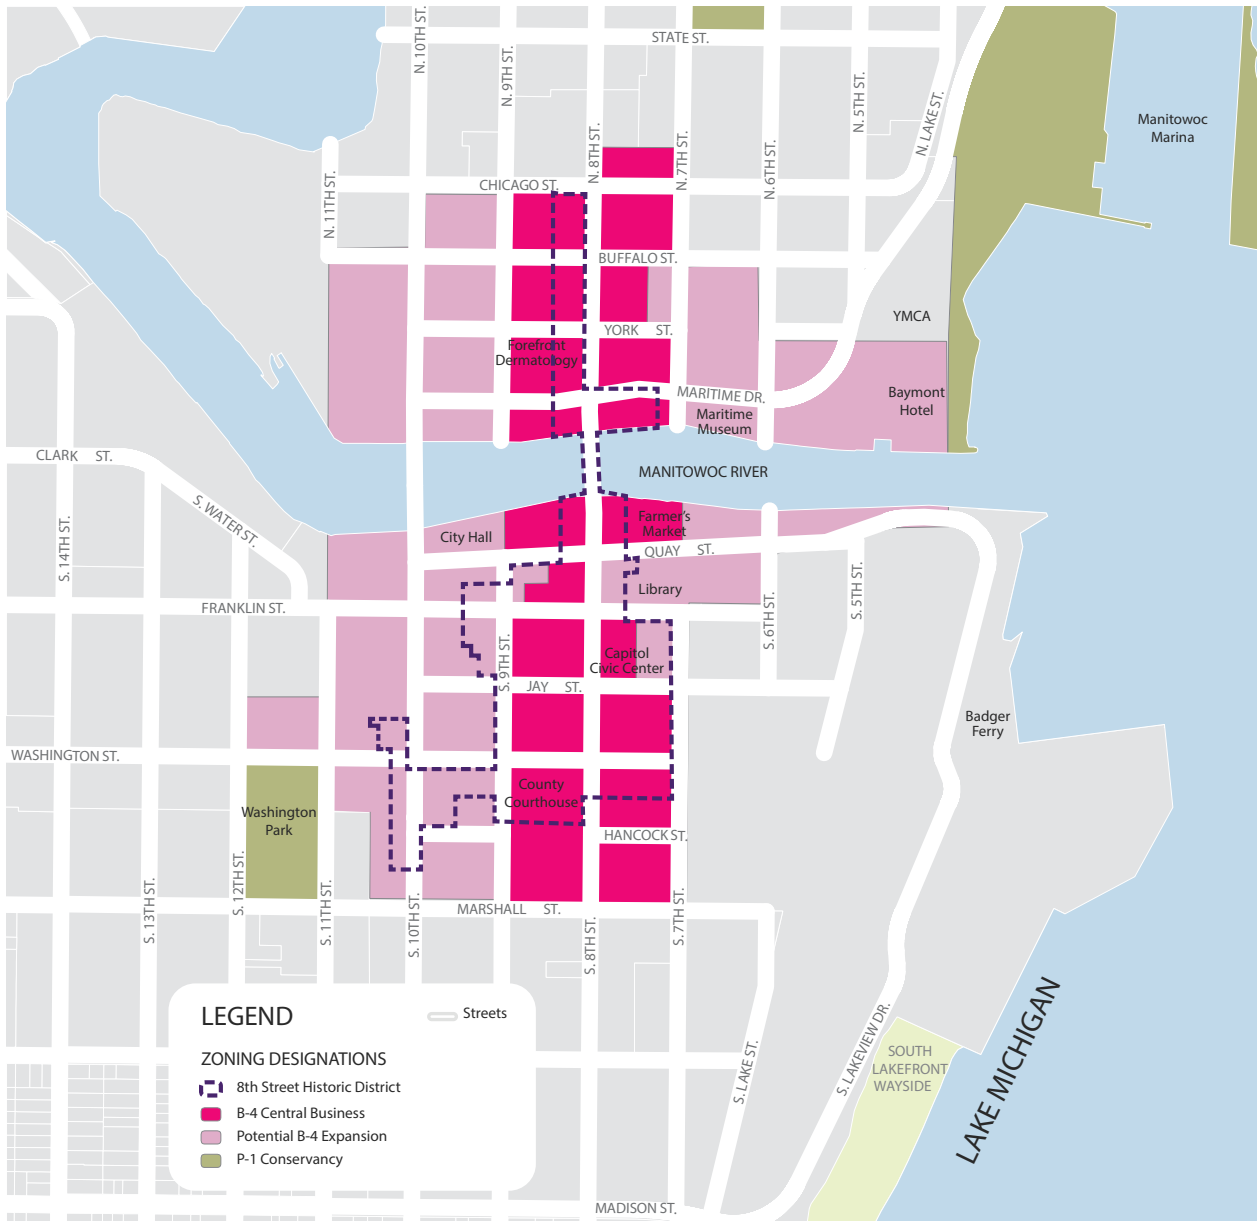 STATE ST.
N. 10TH ST.
N. 9TH ST.
N. 8TH ST.
N. 7TH ST.
N. 6TH ST.
N. 5TH ST.
N. LAKE ST.
Manitowoc
Marina
N. 11TH ST.
CHICAGO ST.
BUFFALO ST.
YMCA
YORK ST.
Forefront
Dermatology
MARITIME DR.
Baymont
Hotel
Maritime
Museum
CLARK ST.
MANITOWOC RIVER
S. WATER ST.
S. 14TH ST.
City Hall
Farmer's
Market
QUAY ST.
Library
FRANKLIN ST.
S. 9TH ST.
S. 6TH ST.
S. 5TH ST.
Capitol
Civic Center
JAY ST.
Badger
Ferry
WASHINGTON ST.
County
Courthouse
Washington
Park
HANCOCK ST.
S. 13TH ST.
S. 12TH ST.
S. 11TH ST.
S. 10TH ST.
MARSHALL ST.
S. 8TH ST.
S. 7TH ST.
S. LAKE ST.
S. LAKEVIEW DR.
SOUTH
LAKEFRONT
WAYSIDE
LAKE MICHIGAN
MADISON ST.
LEGEND
Streets
ZONING DESIGNATIONS
8th Street Historic District
B-4 Central Business
Potential B-4 Expansion
P-1 Conservancy